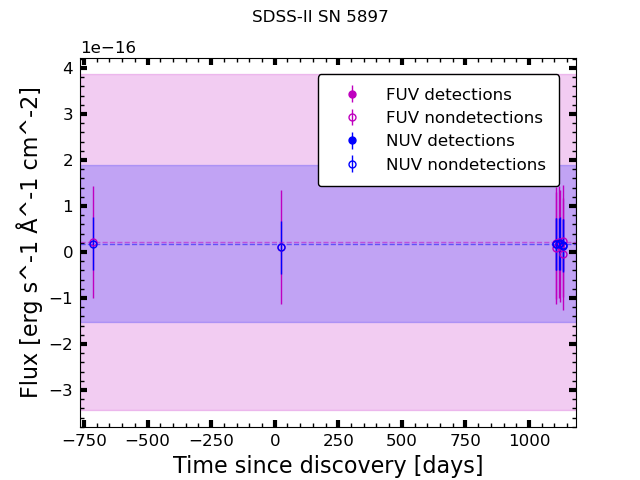 SDSS-II SN 5897
1e−16
FUV detections
FUV nondetections
NUV detections
NUV nondetections
4
3
2
1
0
−1
−2
−3
Flux [erg s^-1 Å^-1 cm^-2]
−750 −500 −250 0 250 500 750 1000
Time since discovery [days]